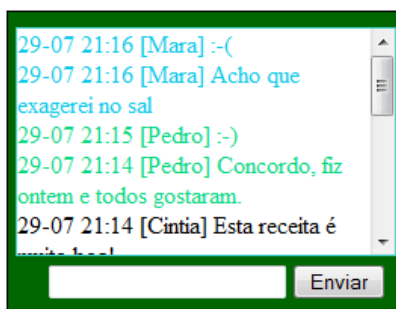 29-07 21:16 [Mara] :-(
29-07 21:16 [Mara] Acho que
exagerei no sal
29-07 21:15 [Pedro] :-)
29-07 21:14 [Pedro] Concordo, fiz
ontem e todos gostaram.
29-07 21:14 [Cintia] Esta receita é
Enviar